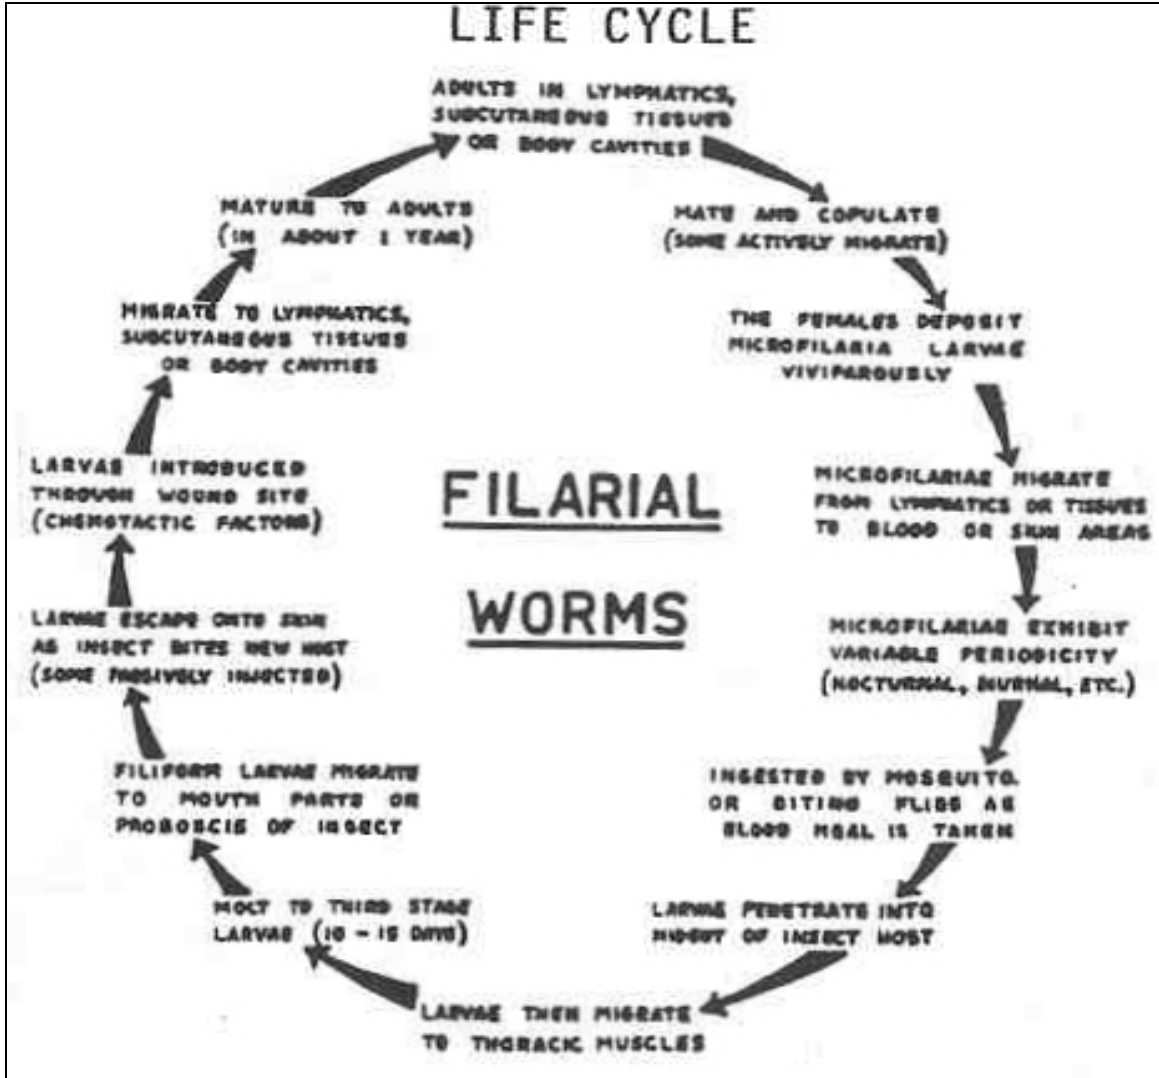 LIFE CYCLE
ADULTS IN LYMPHATICS,
SUBCUTANEOUS TISSUES
OR BODY CAVITIES
MATE AND COPULATE
(SOME ACTIVELY MIGRATE)
THE FEMALES DEPOSIT
MICROFILARIA LARVAE
VIVIPAROUSLY
MICROFILARIAE MIGRATE
FROM LYMPHATICS OR TISSUES
TO BLOOD OR SKIN AREAS
MICROFILARIAE EXHIBIT
VARIABLE PERIODICITY
(NOCTURNAL, DIURNAL, ETC.)
INGESTED BY MOSQUITO.
OR BITING FLIES AS
BLOOD MEAL IS TAKEN
LARVAE PENETRATE INTO
MIDGUT OF INSECT HOST
LARVAE THEN MIGRATE
TO THORACIC MUSCLES
MOLT TO THIRD STAGE
LARVAE (10 - 15 DAYS)
FILIFORM LARVAE MIGRATE
TO MOUTH PARTS OR
PROBOSCIS OF INSECT
LARVAE ESCAPE ONTO SKIN
AS INSECT BITES NEW HOST
(SOME PASSIVELY INJECTED)
LARVAE INTRODUCED
THROUGH WOUND SITE
(CHEMOTACTIC FACTORS)
MIGRATE TO LYMPHATICS,
SUBCUTANEOUS TISSUES
OR BODY CAVITIES
MATURE TO ADULTS
(IN ABOUT 1 YEAR)
FILARIAL
WORMS